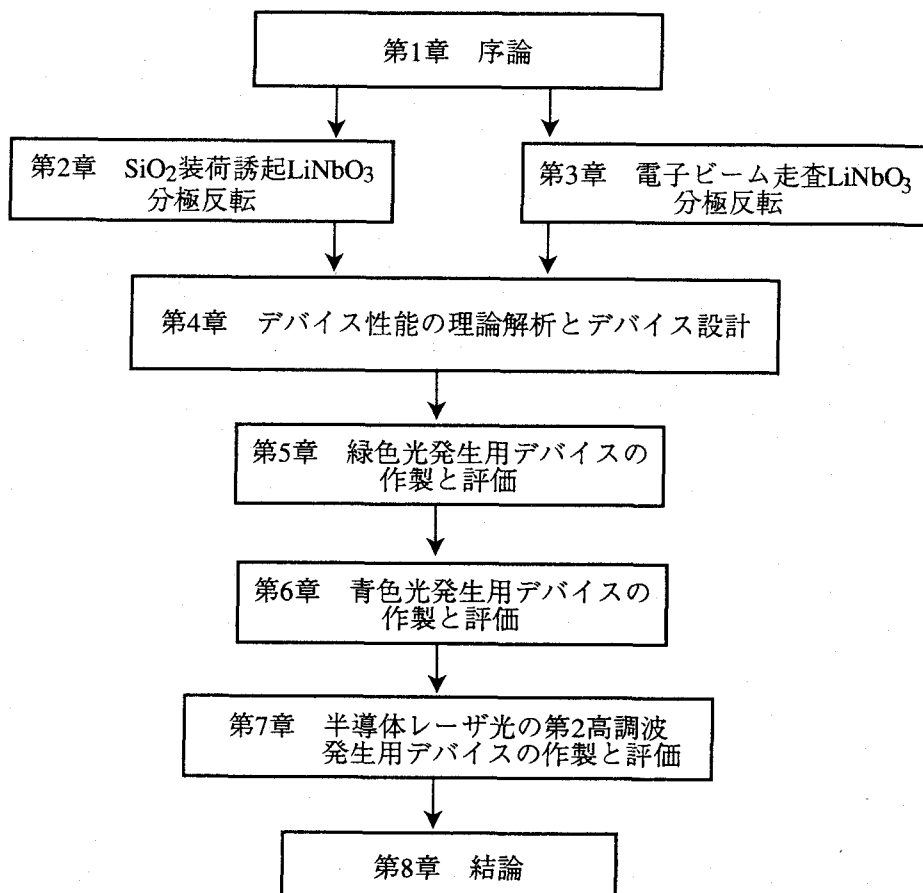 第1章 序論
第2章 SiO₂装荷誘起LiNbO₃
分極反転
第3章 電子ビーム走査LiNbO₃
分極反転
第4章 デバイス性能の理論解析とデバイス設計
第5章 緑色光発生用デバイスの
作製と評価
第6章 青色光発生用デバイスの
作製と評価
第7章 半導体レーザ光の第2高調波
発生用デバイスの作製と評価
第8章 結論